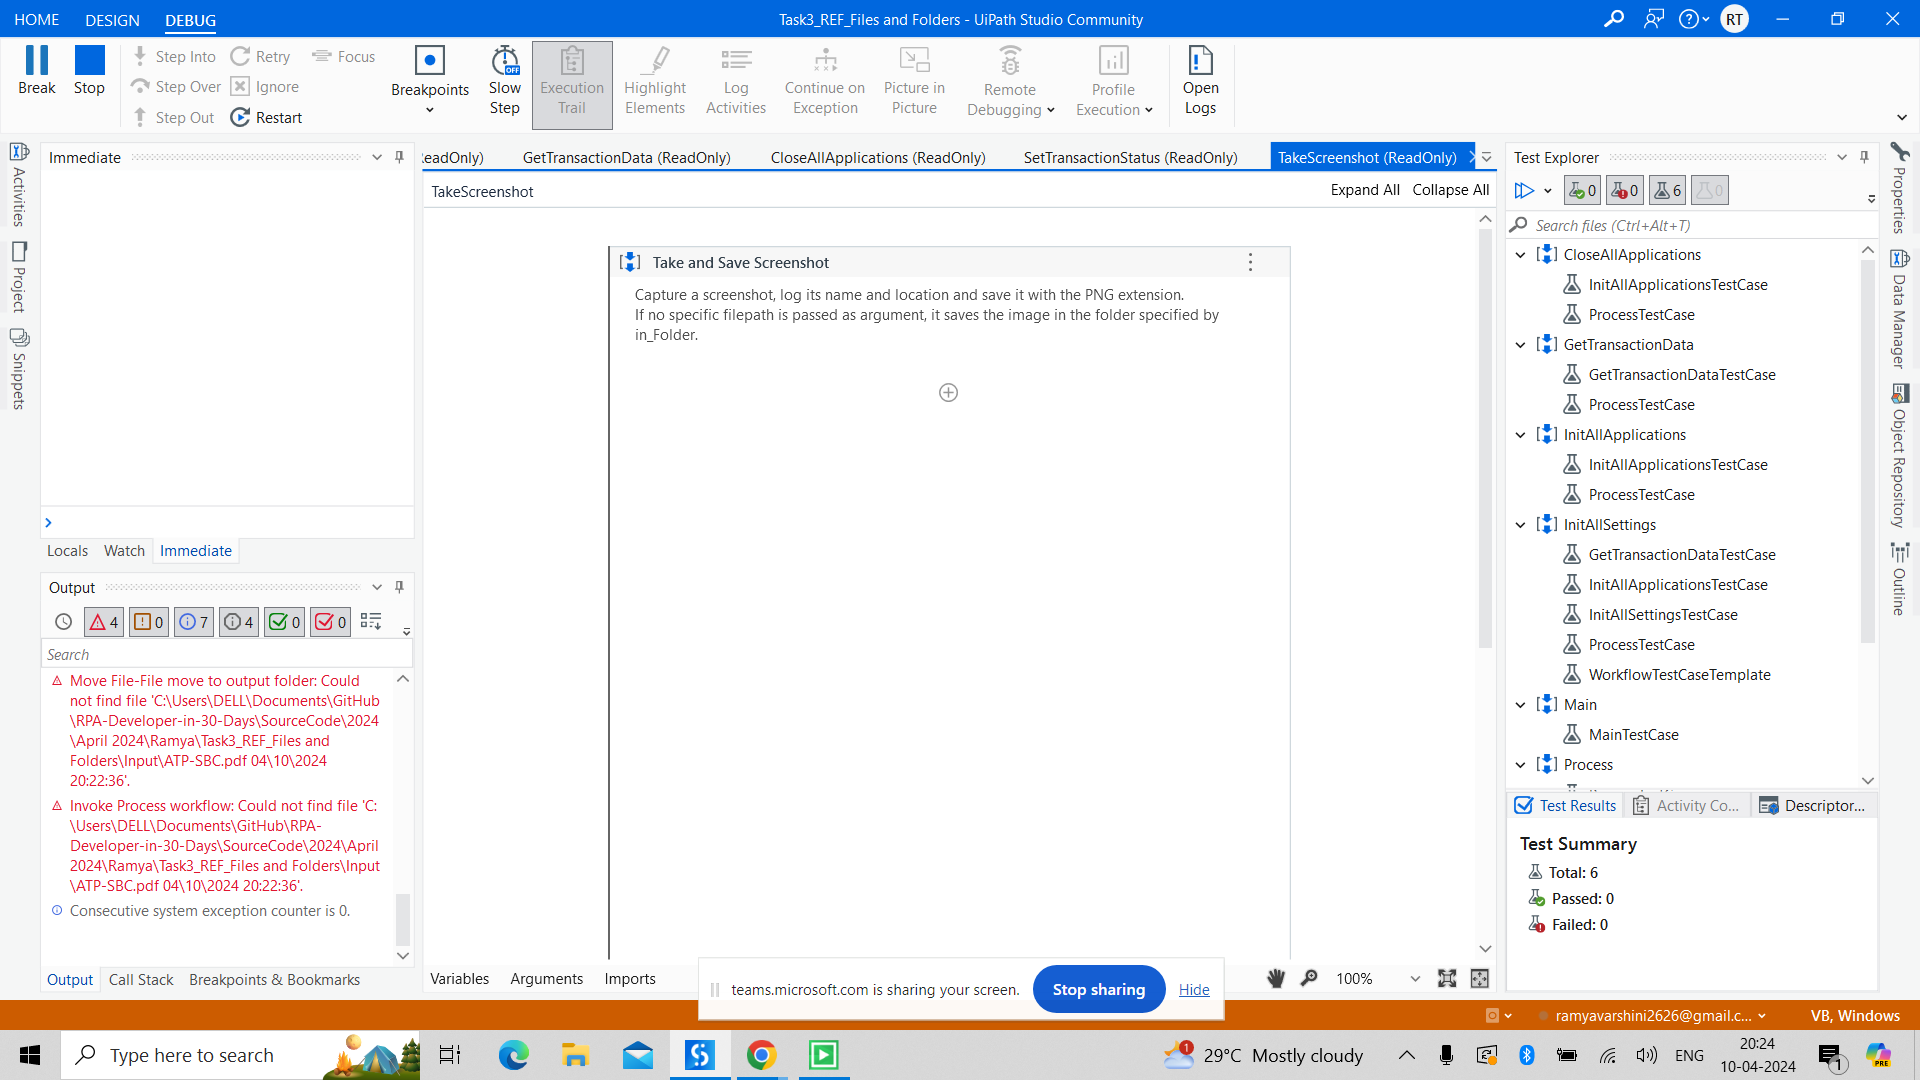 HOME DESIGN DEBUG
Task3_REF_Files and Folders - UiPath Studio Community
RT
Break
Stop
Step Into
Step Over
Step Out
Retry
Ignore
Restart
Focus
Breakpoints
Slow Step
OFF
Execution Trail
Highlight Elements
Log Activities
Continue on Exception
Picture in Picture
Remote Debugging
Profile Execution
Open Logs
Activities
Project
Snippets
Immediate
Locals Watch Immediate
Output
4 0 7 4 0 0
Search
Move File-File move to output folder: Could
not find file 'C:\Users\DELL\Documents\GitHub
\RPA-Developer-in-30-Days\SourceCode\2024
\April 2024\Ramya\Task3_REF_Files and
Folders\Input\ATP-SBC.pdf 04\10\2024
20:22:36'.
Invoke Process workflow: Could not find file 'C:
\Users\DELL\Documents\GitHub\RPA-
Developer-in-30-Days\SourceCode\2024\April
2024\Ramya\Task3_REF_Files and Folders\Input
\ATP-SBC.pdf 04\10\2024 20:22:36'.
Consecutive system exception counter is 0.
Output Call Stack Breakpoints & Bookmarks
ReadOnly) GetTransactionData (ReadOnly) CloseAllApplications (ReadOnly) SetTransactionStatus (ReadOnly) TakeScreenshot (ReadOnly)
TakeScreenshot
Expand All Collapse All
Take and Save Screenshot
Capture a screenshot, log its name and location and save it with the PNG extension.
If no specific filepath is passed as argument, it saves the image in the folder specified by
in_Folder.
Variables Arguments Imports
100%
teams.microsoft.com is sharing your screen. Stop sharing Hide
Test Explorer
0 0 6 0
Search files (Ctrl+Alt+T)
CloseAllApplications
InitAllApplicationsTestCase
ProcessTestCase
GetTransactionData
GetTransactionDataTestCase
ProcessTestCase
InitAllApplications
InitAllApplicationsTestCase
ProcessTestCase
InitAllSettings
GetTransactionDataTestCase
InitAllApplicationsTestCase
InitAllSettingsTestCase
ProcessTestCase
WorkflowTestCaseTemplate
Main
MainTestCase
Process
Test Results Activity Co... Descriptor...
Test Summary
Total: 6
Passed: 0
Failed: 0
Properties
Data Manager
Object Repository
Outline
ramyavarshini2626@gmail.c... VB, Windows
Type here to search
1
29°C Mostly cloudy
ENG
20:24
10-04-2024
1
PRE